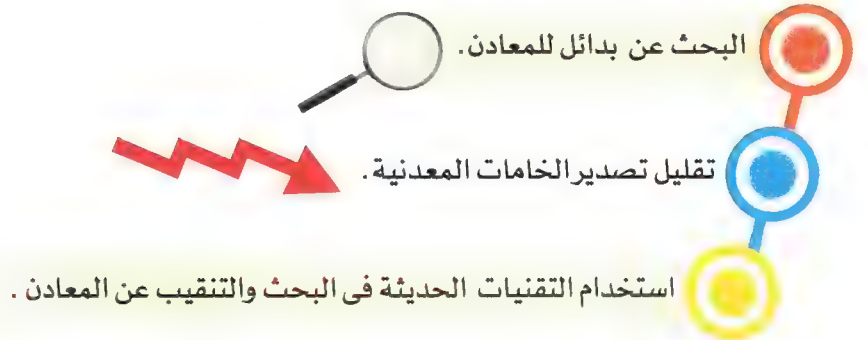 البحث عن بدائل للمعادن.
تقليل تصدير الخامات المعدنية.
استخدام التقنيات الحديثة فى البحث والتنقيب عن المعادن.